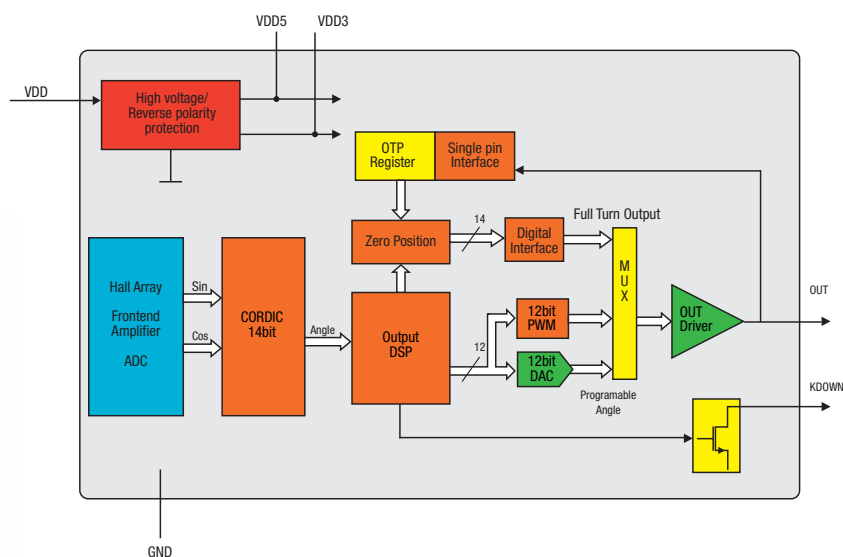 VDD5
VDD3
VDD
High voltage/
Reverse polarity
protection
OTP
Register
Single pin
Interface
Zero Position
14
Digital
Interface
Full Turn Output
Hall Array
Frontend
Amplifier
ADC
Sin
Cos
CORDIC
14bit
Angle
Output
DSP
12
12bit
PWM
12bit
DAC
M
U
X
Programable
Angle
OUT
Driver
OUT
KDOWN
GND